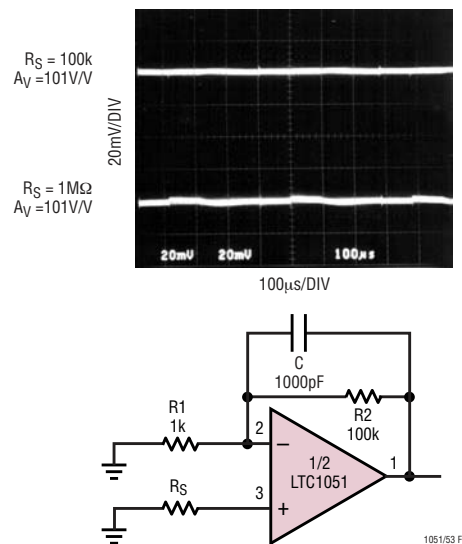 R_S = 100k
A_V =101V/V
20mV/DIV
R_S = 1MΩ
A_V =101V/V
20mV 20mV 100µs
100µs/DIV
C
1000pF
R2
100k
R1
1k
2
1/2
LTC1051
1
R_S
3
−
+
1051/53 F